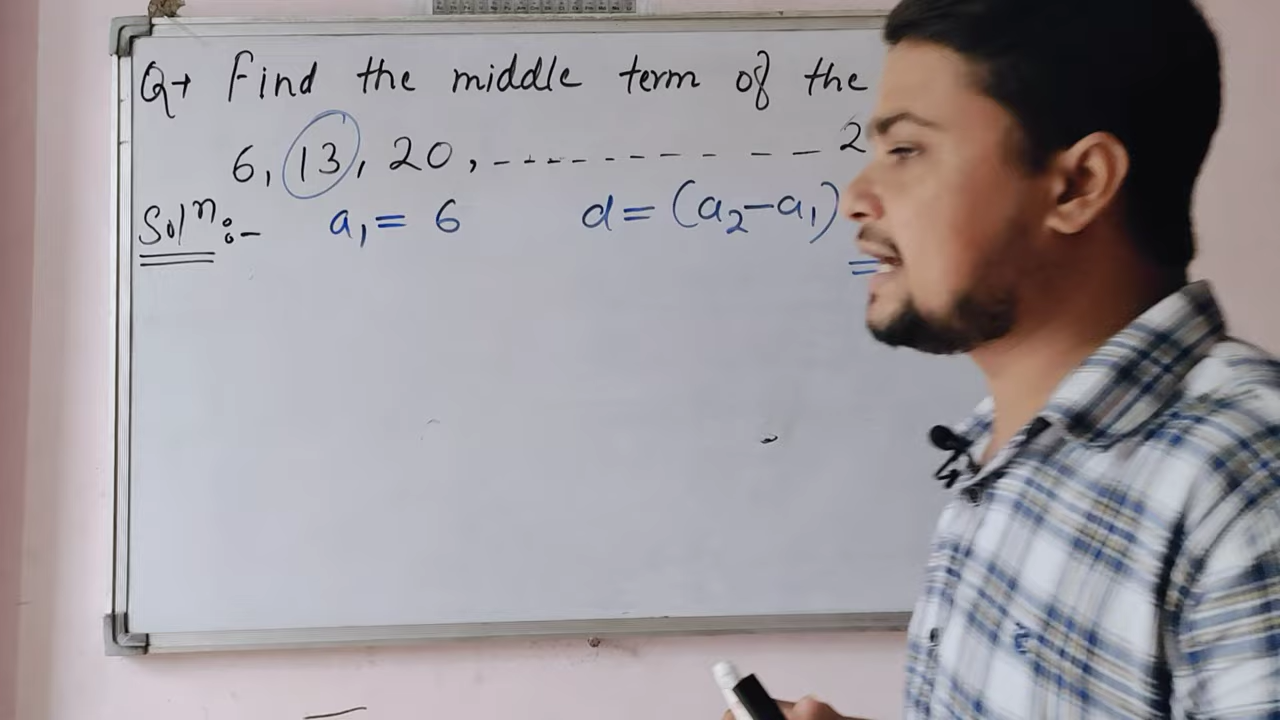 Q→ Find the middle term of the
6, 13, 20, - - - - - - - - - - 2
Solⁿ:- a₁ = 6 d = (a₂-a₁)
=